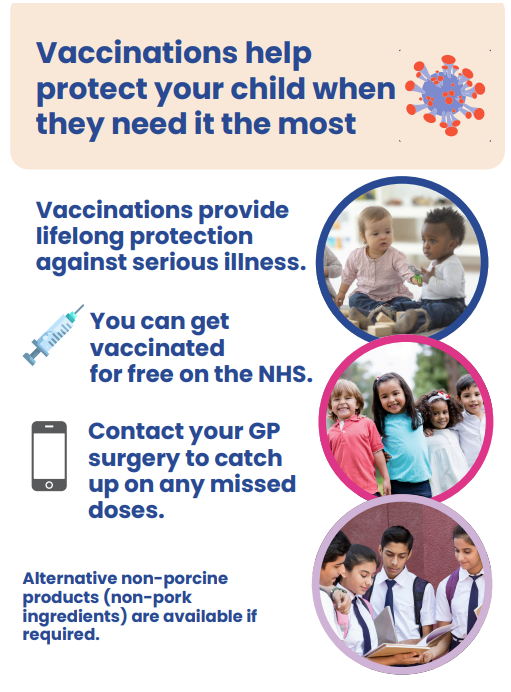 Vaccinations help
protect your child when
they need it the most
Vaccinations provide
lifelong protection
against serious illness.
You can get
vaccinated
for free on the NHS.
Contact your GP
surgery to catch
up on any missed
doses.
Alternative non-porcine
products (non-pork
ingredients) are available if
required.